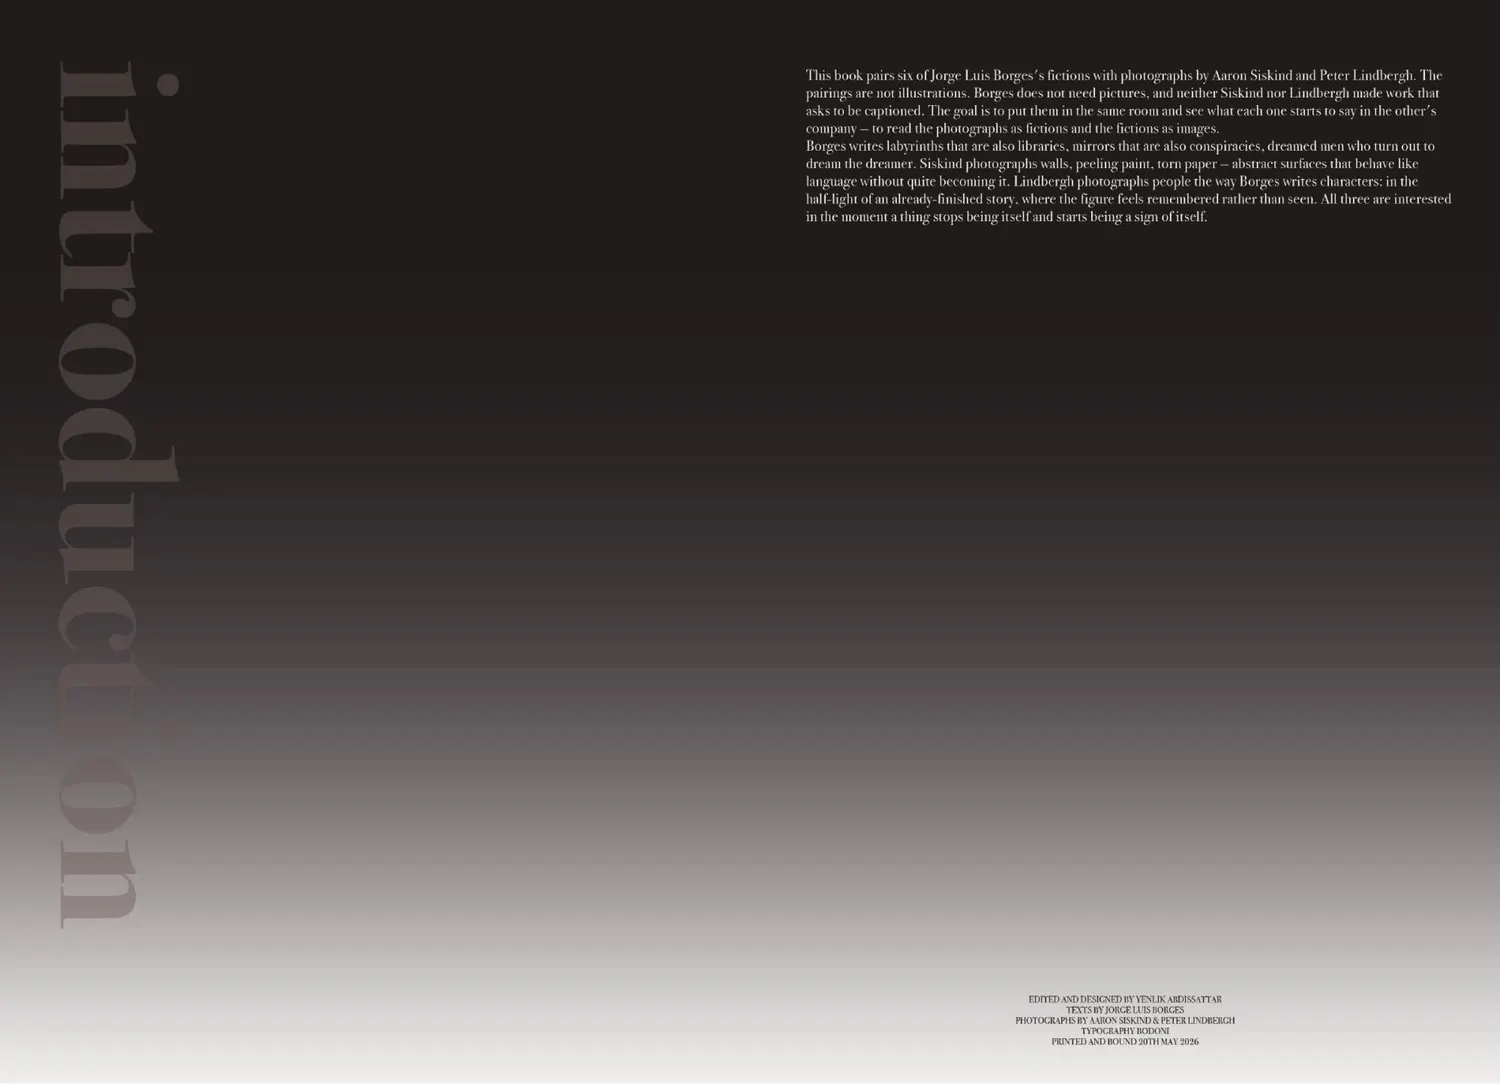 introduction
This book pairs six of Jorge Luis Borges's fictions with photographs by Aaron Siskind and Peter Lindbergh. The
pairings are not illustrations. Borges does not need pictures, and neither Siskind nor Lindbergh made work that
asks to be captioned. The goal is to put them in the same room and see what each one starts to say in the other's
company – to read the photographs as fictions and the fictions as images.
Borges writes labyrinths that are also libraries, mirrors that are also conspiracies, dreamed men who turn out to
dream the dreamer. Siskind photographs walls, peeling paint, torn paper – abstract surfaces that behave like
language without quite becoming it. Lindbergh photographs people the way Borges writes characters: in the
half-light of an already-finished story, where the figure feels remembered rather than seen. All three are interested
in the moment a thing stops being itself and starts being a sign of itself.
EDITED AND DESIGNED BY YENLIK ABDISSATTAR
TEXTS BY JORGE LUIS BORGES
PHOTOGRAPHS BY AARON SISKIND & PETER LINDBERGH
TYPOGRAPHY BODONI
PRINTED AND BOUND 20TH MAY 2026